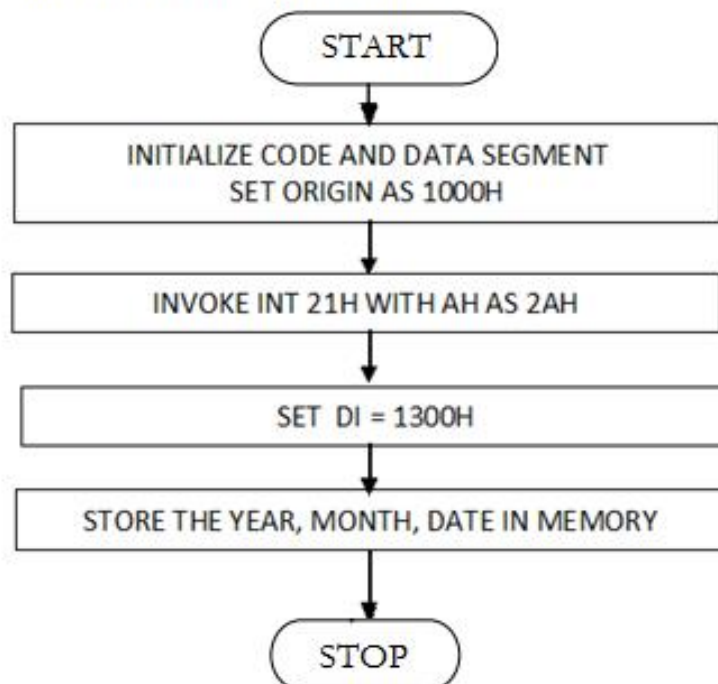 START
INITIALIZE CODE AND DATA SEGMENT
SET ORIGIN AS 1000H
INVOKE INT 21H WITH AH AS 2AH
SET DI = 1300H
STORE THE YEAR, MONTH, DATE IN MEMORY
STOP